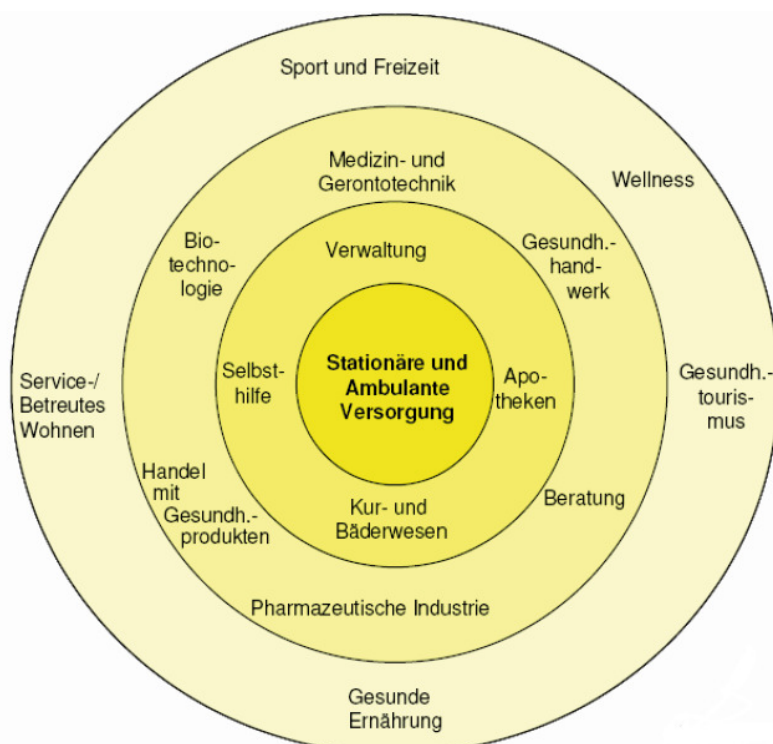 Sport und Freizeit
Medizin- und
Gerontotechnik
Wellness
Bio-
techno-
logie
Verwaltung
Gesundh.-
hand-
werk
Service-/
Betreutes
Wohnen
Selbst-
hilfe
Stationäre und
Ambulante
Versorgung
Apo-
theken
Gesundh.-
touris-
mus
Handel
mit
Gesundh.-
produkten
Kur- und
Bäderwesen
Beratung
Pharmazeutische Industrie
Gesunde
Ernährung